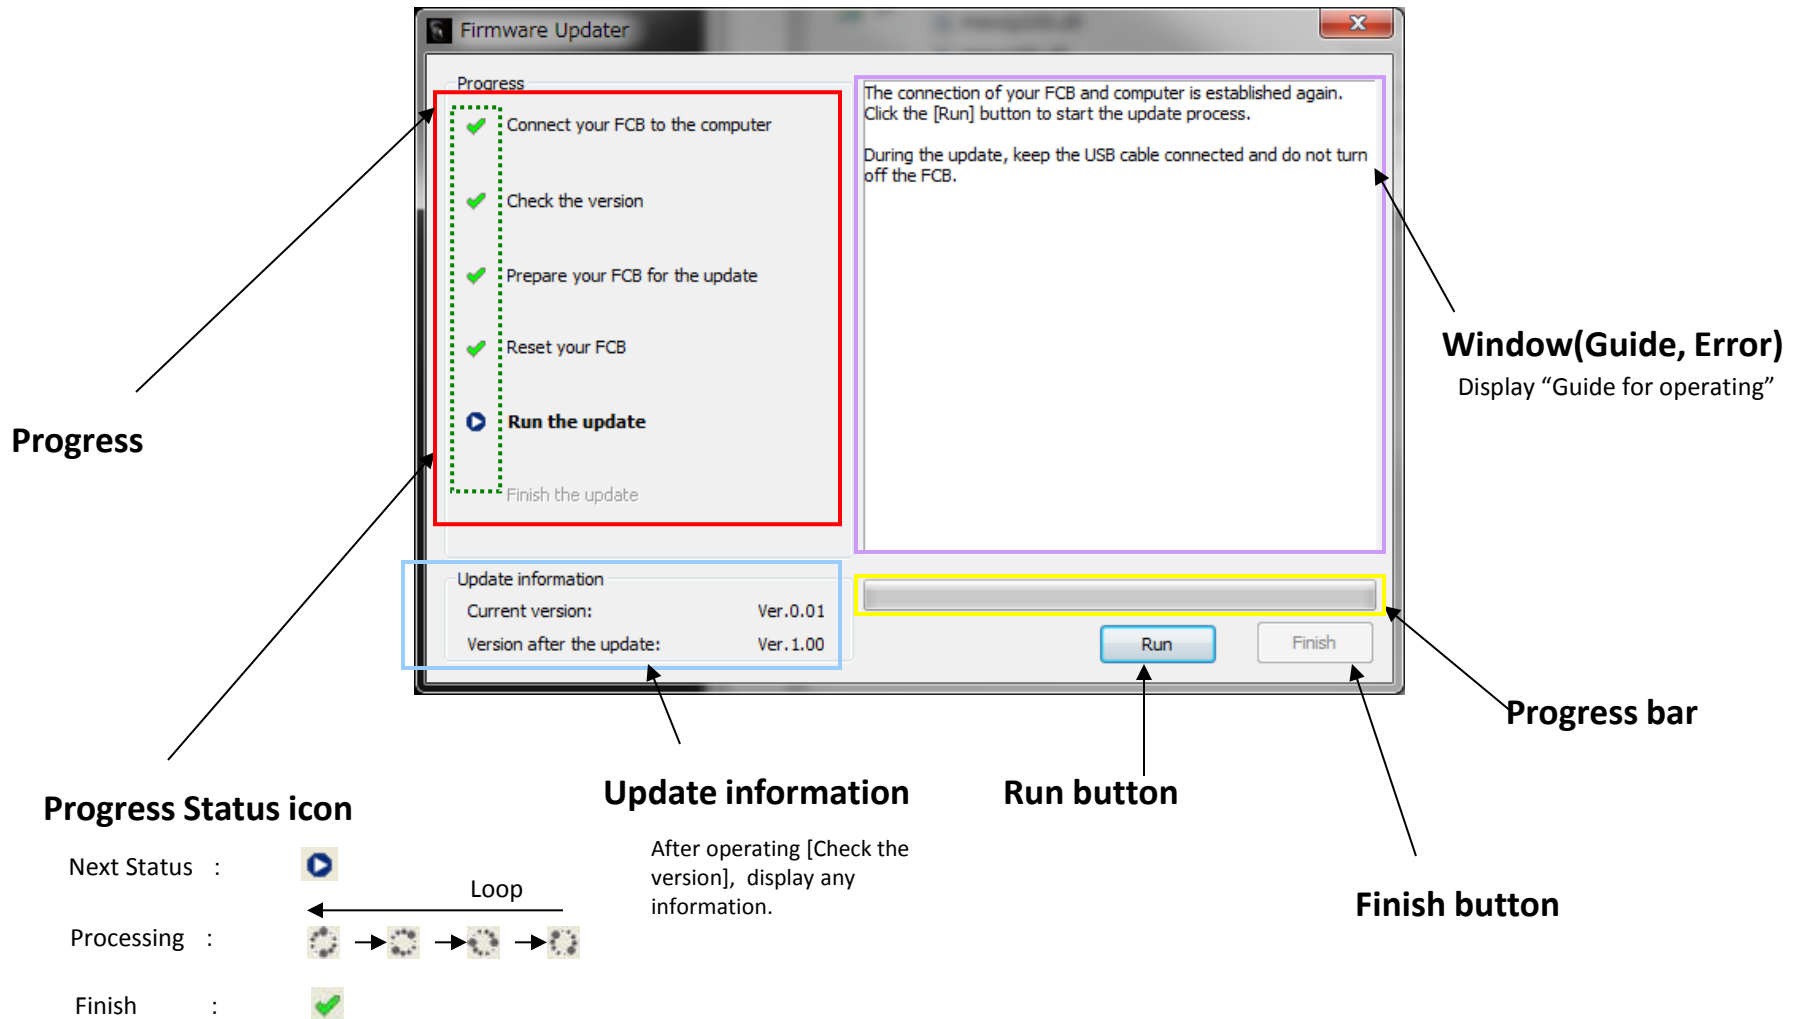 Firmware Updater
x
Progress
Connect your FCB to the computer
Check the version
Prepare your FCB for the update
Reset your FCB
Run the update
Finish the update
The connection of your FCB and computer is established again.
Click the [Run] button to start the update process.
During the update, keep the USB cable connected and do not turn
off the FCB.
Update information
Current version: Ver.0.01
Version after the update: Ver.1.00
Run
Finish
Progress
Window(Guide, Error)
Display “Guide for operating”
Progress bar
Progress Status icon
Next Status :
Loop
Processing :
Finish :
Update information
After operating [Check the
version], display any
information.
Run button
Finish button